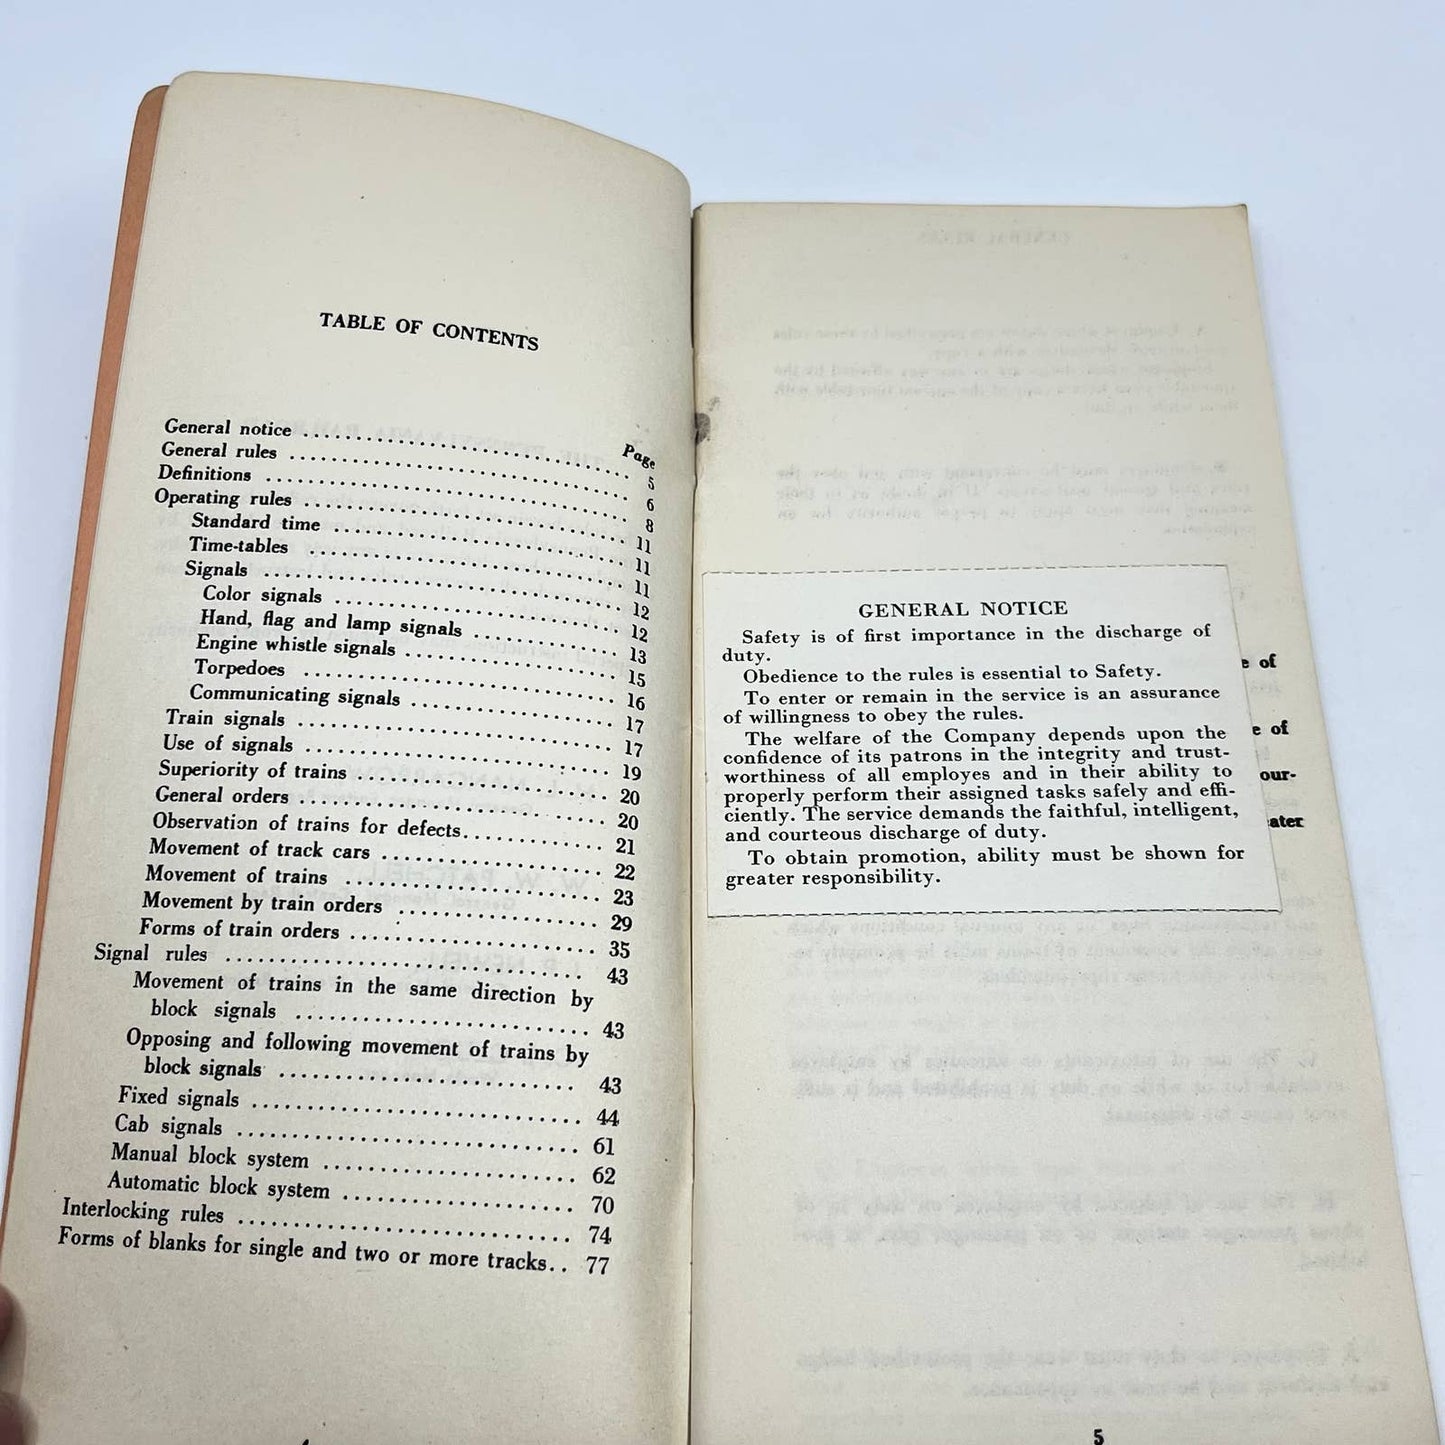 TABLE OF CONTENTS
Page
General notice ........ 5
General rules ........ 6
Definitions ........ 8
Operating rules ........ 11
Standard time ........ 11
Time-tables ........ 11
Signals ........ 12
Color signals ........ 12
Hand, flag and lamp signals ........ 13
Engine whistle signals ........ 15
Torpedoes ........ 16
Communicating signals ........ 17
Train signals ........ 17
Use of signals ........ 19
Superiority of trains ........ 20
General orders ........ 20
Observation of trains for defects ........ 21
Movement of track cars ........ 22
Movement of trains ........ 23
Movement by train orders ........ 29
Forms of train orders ........ 35
Signal rules ........ 43
Movement of trains in the same direction by
block signals ........ 43
Opposing and following movement of trains by
block signals ........ 43
Fixed signals ........ 44
Cab signals ........ 61
Manual block system ........ 62
Automatic block system ........ 70
Interlocking rules ........ 74
Forms of blanks for single and two or more tracks.. 77
GENERAL NOTICE
Safety is of first importance in the discharge of
duty.
Obedience to the rules is essential to Safety.
To enter or remain in the service is an assurance
of willingness to obey the rules.
The welfare of the Company depends upon the
confidence of its patrons in the integrity and trust-
worthiness of all employes and in their ability to
properly perform their assigned tasks safely and effi-
ciently. The service demands the faithful, intelligent,
and courteous discharge of duty.
To obtain promotion, ability must be shown for
greater responsibility.
e of
e of
our-
ater
5